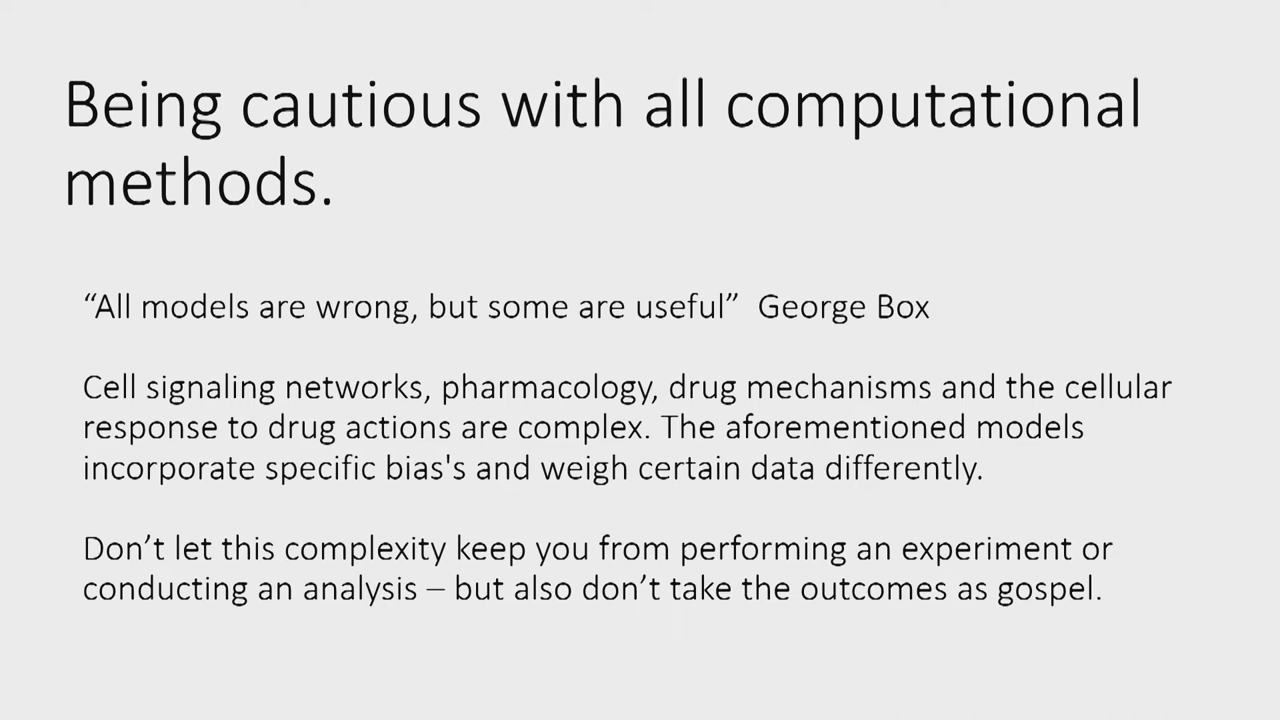 Being cautious with all computational
methods.
“All models are wrong, but some are useful”  George Box
Cell signaling networks, pharmacology, drug mechanisms and the cellular
response to drug actions are complex. The aforementioned models
incorporate specific bias's and weigh certain data differently.
Don’t let this complexity keep you from performing an experiment or
conducting an analysis – but also don’t take the outcomes as gospel.